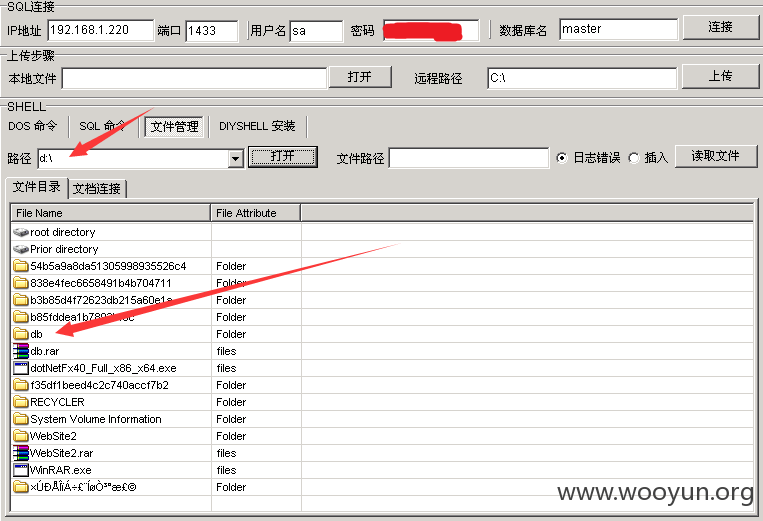 SQL连接
IP地址 192.168.1.220 端口 1433 用户名 sa 密码 数据库名 master 连接
上传步骤
本地文件 打开 远程路径 C:\ 上传
SHELL
DOS 命令 SQL 命令 文件管理 DIYSHELL 安装
路径 d:\ 打开 文件路径 日志错误 插入 读取文件
文件目录 文档连接
File Name File Attribute
root directory
Prior directory
54b5a9a8da51305998935526c4 Folder
838e4fec6658491b4b704711 Folder
b3b85d4f72623db215a60e1a Folder
Folder
db Folder
db.rar files
dotNetFx40_Full_x86_x64.exe files
f35df1beed4c2c740accf7b2 Folder
RECYCLER Folder
System Volume Information Folder
WebSite2 Folder
WebSite2.rar files
WinRAR.exe files
Folder
www.wooyun.org